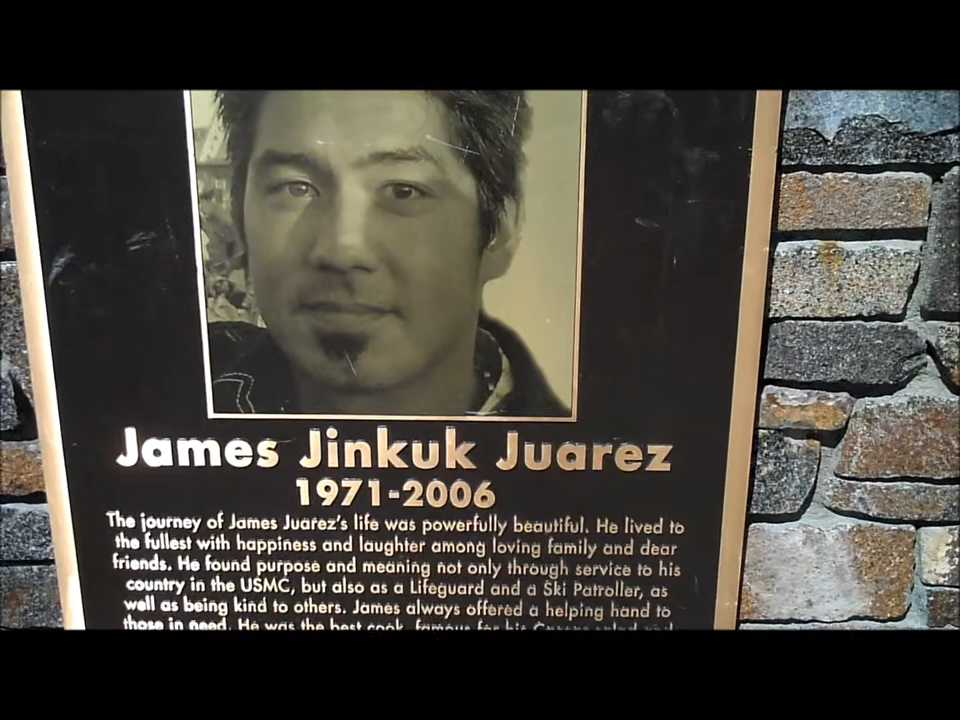 James Jinkuk Juarez
1971-2006
The journey of James Juarez's life was powerfully beautiful. He lived to
the fullest with happiness and laughter among loving family and dear
friends. He found purpose and meaning not only through service to his
country in the USMC, but also as a Lifeguard and a Ski Patroller, as
well as being kind to others. James always offered a helping hand to
those in need. He was the best cook, famous for his